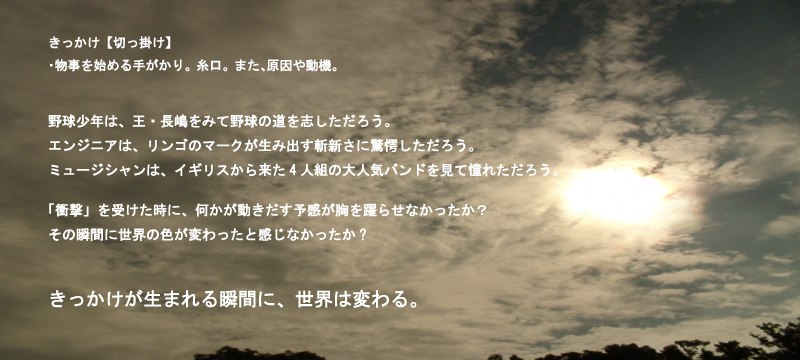 きっかけ【切っ掛け】
・物事を始める手がかり。糸口。また、原因や動機。
野球少年は、王・長嶋をみて野球の道を志しただろう。
エンジニアは、リンゴのマークが生み出す斬新さに驚愕しただろう。
ミュージシャンは、イギリスから来た4人組の大人気バンドを見て憧れただろう。
「衝撃」を受けた時に、何かが動きだす予感が胸を躍らせなかったか？
その瞬間に世界の色が変わったと感じなかったか？
きっかけが生まれる瞬間に、世界は変わる。